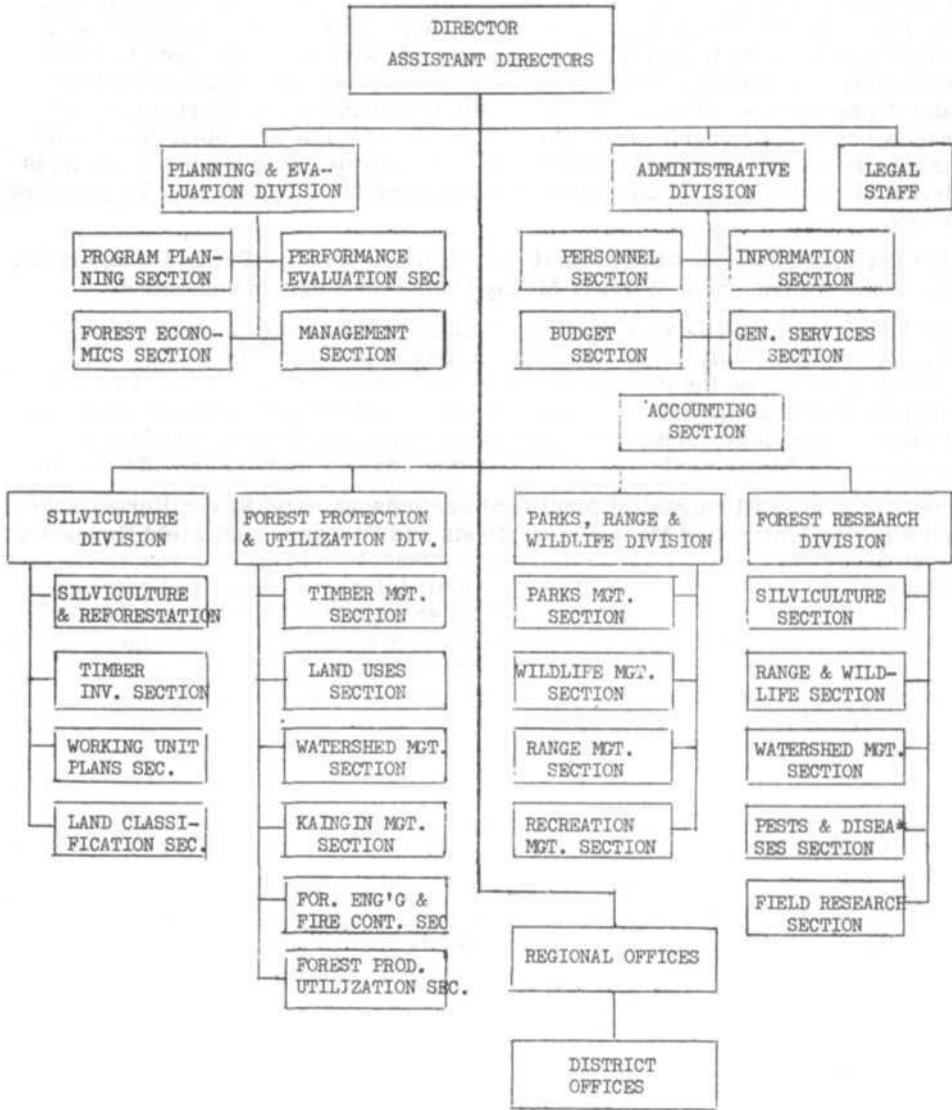 DIRECTOR
ASSISTANT DIRECTORS
PLANNING & EVA-
LUATION DIVISION
ADMINISTRATIVE
DIVISION
LEGAL
STAFF
PROGRAM PLAN-
NING SECTION
PERFORMANCE
EVALUATION SEC.
PERSONNEL
SECTION
INFORMATION
SECTION
FOREST ECONO-
MICS SECTION
MANAGEMENT
SECTION
BUDGET
SECTION
GEN. SERVICES
SECTION
ACCOUNTING
SECTION
SILVICULTURE
DIVISION
FOREST PROTECTION
& UTILIZATION DIV.
PARKS, RANGE &
WILDLIFE DIVISION
FOREST RESEARCH
DIVISION
SILVICULTURE
& REFORESTATION
TIMBER
INV. SECTION
WORKING UNIT
PLANS SEC.
LAND CLASSI-
FICATION SEC.
TIMBER MGT.
SECTION
LAND USES
SECTION
WATERSHED MGT.
SECTION
KAINGIN MGT.
SECTION
FOR. ENG'G &
FIRE CONT. SEC
FOREST PROD.
UTILIZATION SEC.
PARKS MGT.
SECTION
WILDLIFE MGT.
SECTION
RANGE MGT.
SECTION
RECREATION
MGT. SECTION
SILVICULTURE
SECTION
RANGE & WILD-
LIFE SECTION
WATERSHED MGT.
SECTION
PESTS & DISEA-
SES SECTION
FIELD RESEARCH
SECTION
REGIONAL OFFICES
DISTRICT
OFFICES